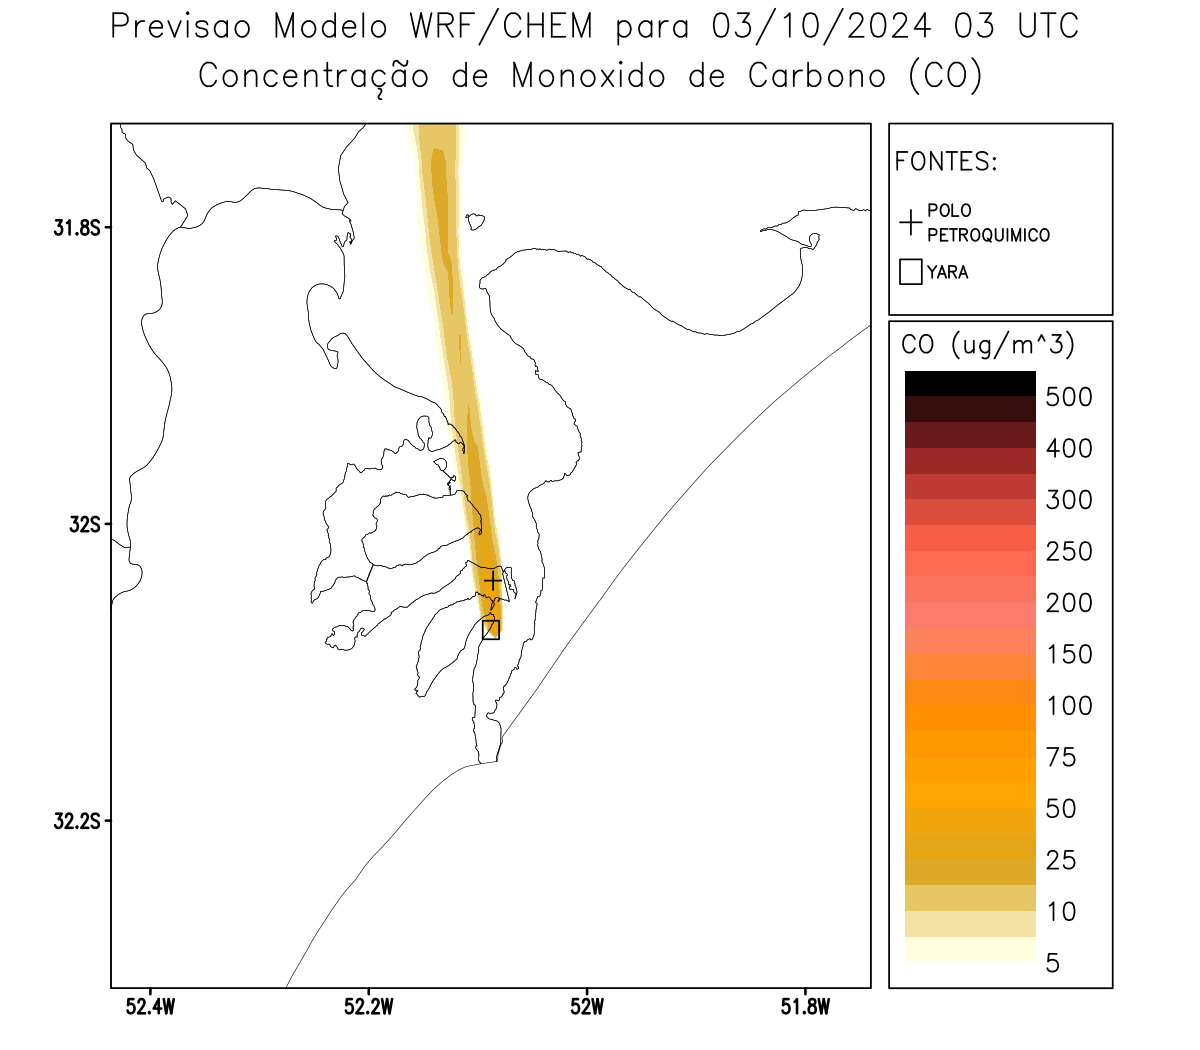 Previsao Modelo WRF/CHEM para 03/10/2024 03 UTC
Concentração de Monoxido de Carbono (CO)
FONTES:
POLO
PETROQUIMICO
YARA
CO (ug/m^3)
500
400
300
250
200
150
100
75
50
25
10
5
31.8S
32S
32.2S
52.4W
52.2W
52W
51.8W